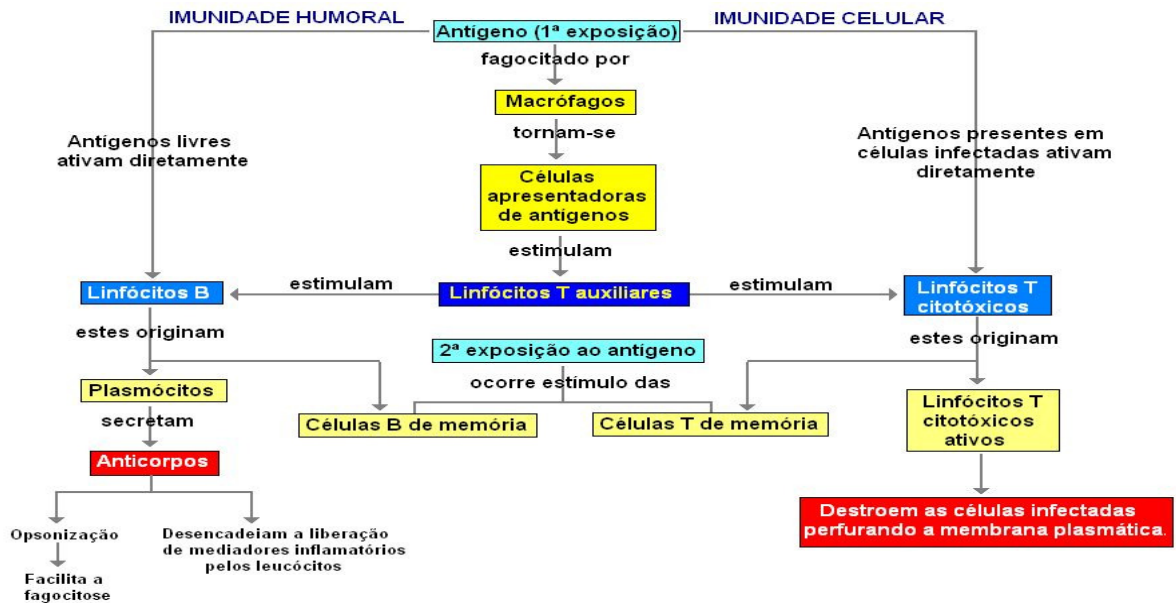 IMUNIDADE HUMORAL
IMUNIDADE CELULAR
Antígeno (1ª exposição)
fagocitado por
Macrófagos
tornam-se
Antígenos livres
ativam diretamente
Antígenos presentes em
células infectadas ativam
diretamente
Células
apresentadoras
de antígenos
estimulam
Linfócitos B
estimulam
Linfócitos T auxiliares
estimulam
Linfócitos T
citotóxicos
estes originam
estes originam
2ª exposição ao antígeno
ocorre estímulo das
Plasmócitos
secretam
Células B de memória
Células T de memória
Linfócitos T
citotóxicos
ativos
Anticorpos
Destroem as células infectadas
perfurando a membrana plasmática.
Opsonização
Facilita a
fagocitose
Desencadeiam a liberação
de mediadores inflamatórios
pelos leucócitos